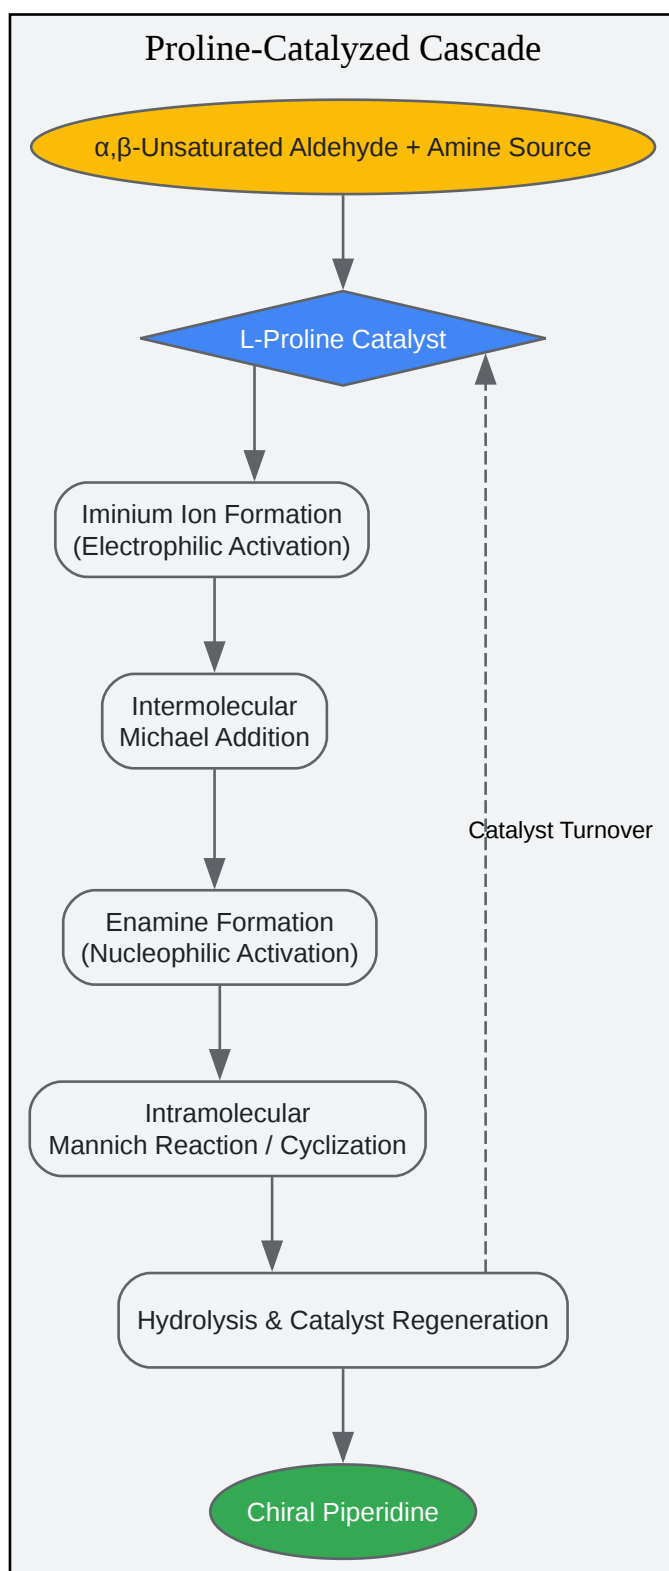 Proline-Catalyzed Cascade
α,β-Unsaturated Aldehyde + Amine Source
L-Proline Catalyst
Iminium Ion Formation
(Electrophilic Activation)
Intermolecular
Michael Addition
Catalyst Turnover
Enamine Formation
(Nucleophilic Activation)
Intramolecular
Mannich Reaction / Cyclization
Hydrolysis & Catalyst Regeneration
Chiral Piperidine